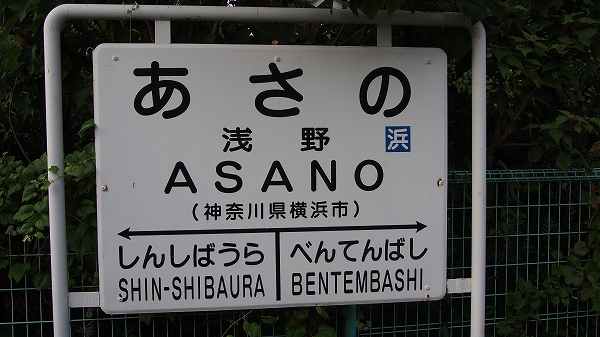 あさの
浅野 浜
ASANO
(神奈川県横浜市)
しんしばうら べんてんばし
SHIN-SHIBAURA BENTEMBASHI